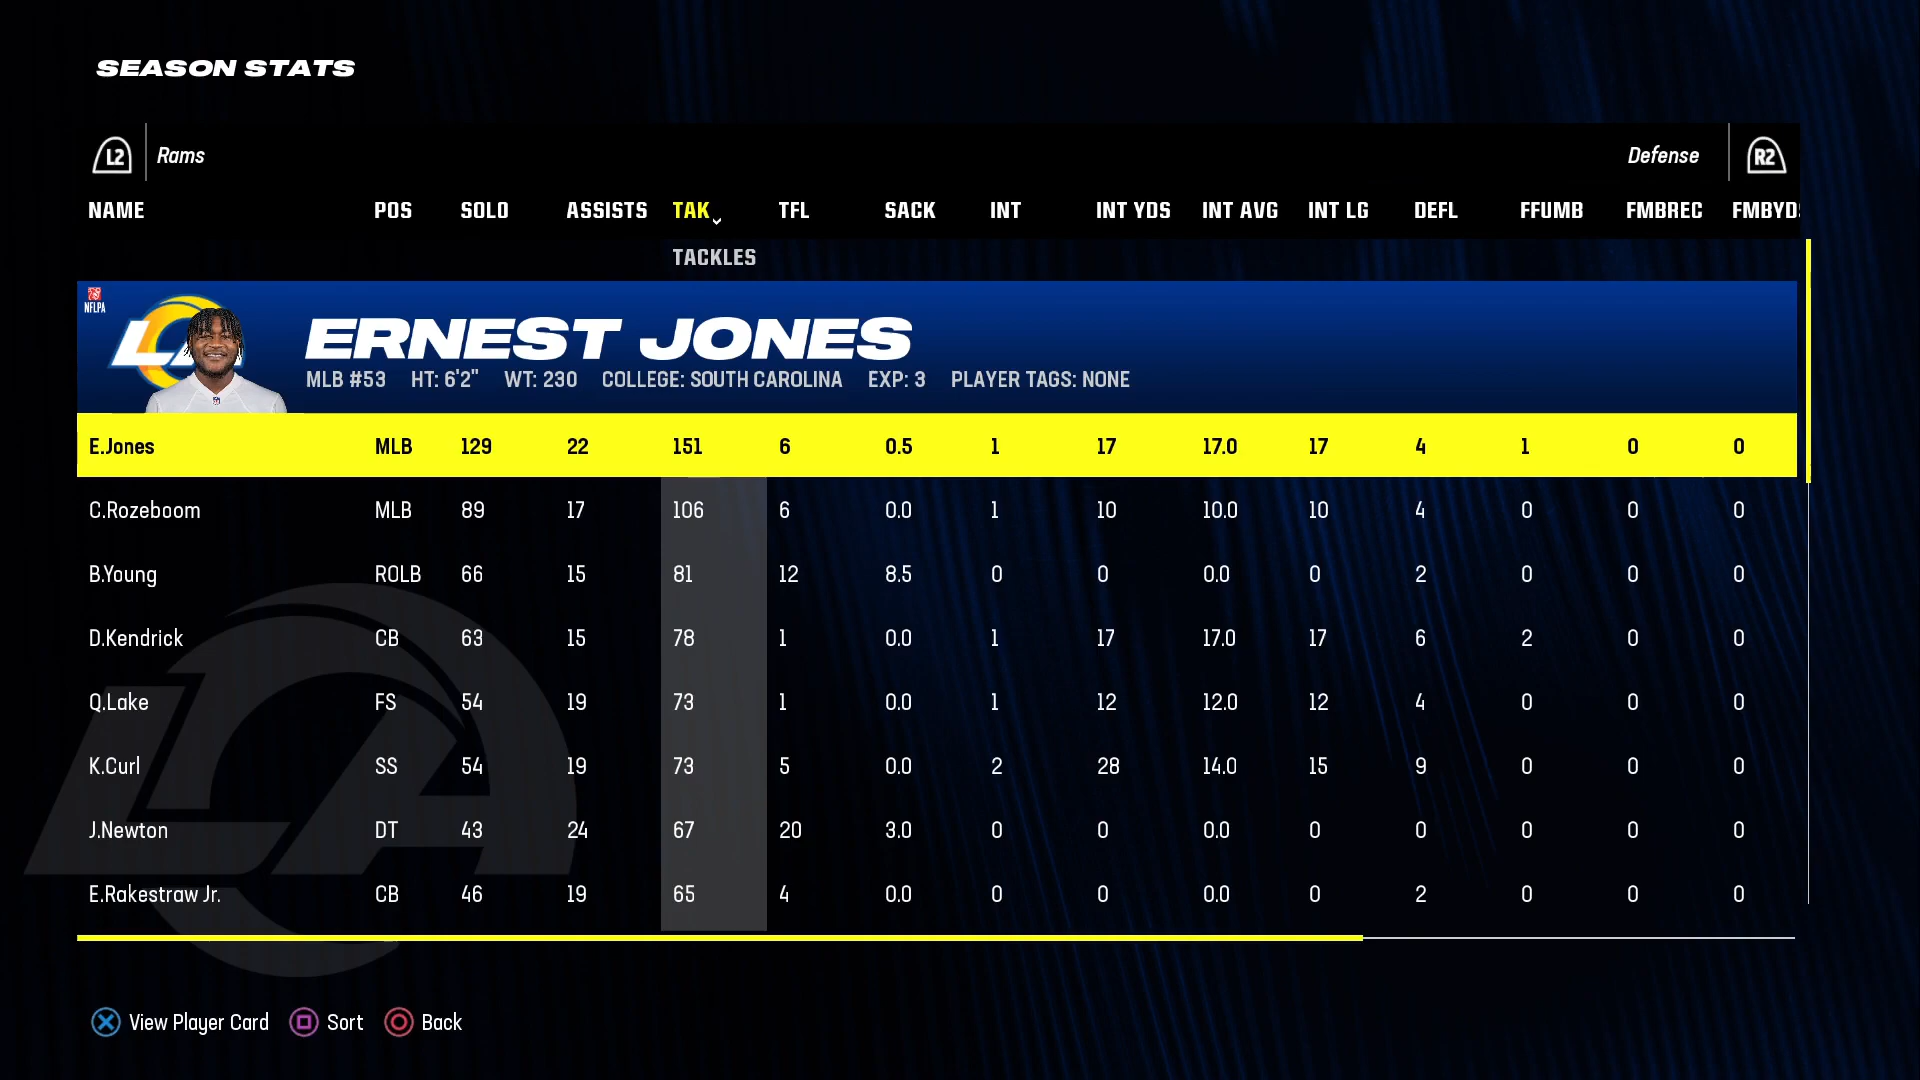 SEASON STATS
L2 Rams Defense R2
NAME POS SOLO ASSISTS TAK TFL SACK INT INT YDS INT AVG INT LG DEFL FFUMB FMBREC FMBYDS
TACKLES
NFLPA
ERNEST JONES
MLB #53 HT: 6'2" WT: 230 COLLEGE: SOUTH CAROLINA EXP: 3 PLAYER TAGS: NONE
E.Jones MLB 129 22 151 6 0.5 1 17 17.0 17 4 1 0 0
C.Rozeboom MLB 89 17 106 6 0.0 1 10 10.0 10 4 0 0 0
B.Young ROLB 66 15 81 12 8.5 0 0 0.0 0 2 0 0 0
D.Kendrick CB 63 15 78 1 0.0 1 17 17.0 17 6 2 0 0
Q.Lake FS 54 19 73 1 0.0 1 12 12.0 12 4 0 0 0
K.Curl SS 54 19 73 5 0.0 2 28 14.0 15 9 0 0 0
J.Newton DT 43 24 67 20 3.0 0 0 0.0 0 0 0 0 0
E.Rakestraw Jr. CB 46 19 65 4 0.0 0 0 0.0 0 2 0 0 0
View Player Card Sort Back